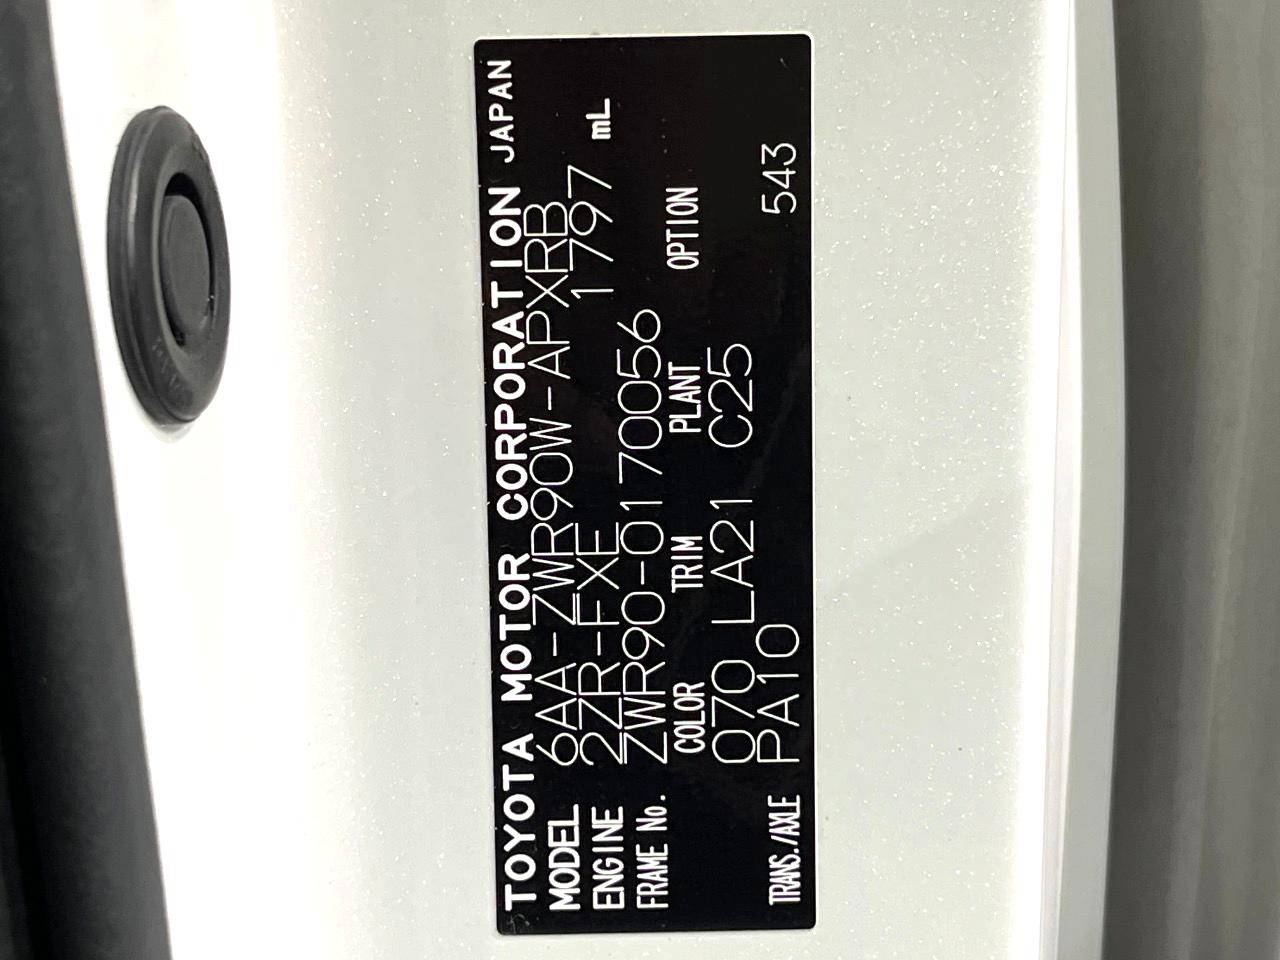 TOYOTA MOTOR CORPORATION JAPAN
MODEL 6AA-ZWR90W-APXRB
ENGINE 2ZR-FXE 1797 mL
FRAME No. ZWR90-0170056
COLOR TRIM PLANT OPTION
070 LA21 C25
TRANS./AXLE PA10 543